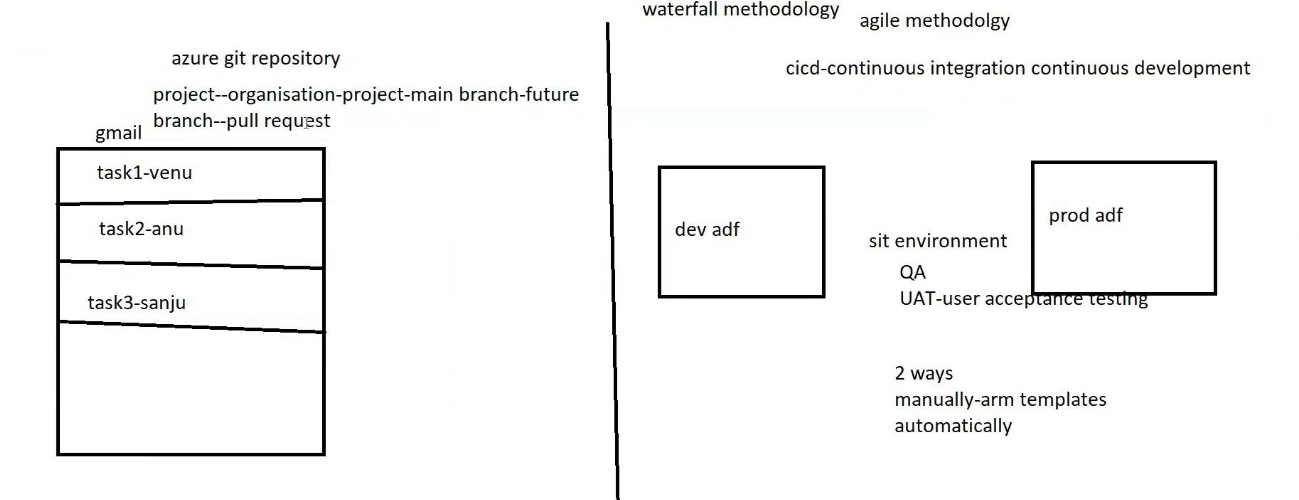 azure git repository
project--organisation-project-main branch-future
branch--pull request
gmail
task1-venu
task2-anu
task3-sanju
waterfall methodology
agile methodolgy
cicd-continuous integration continuous development
dev adf
prod adf
sit environment
QA
UAT-user acceptance testing
2 ways
manually-arm templates
automatically